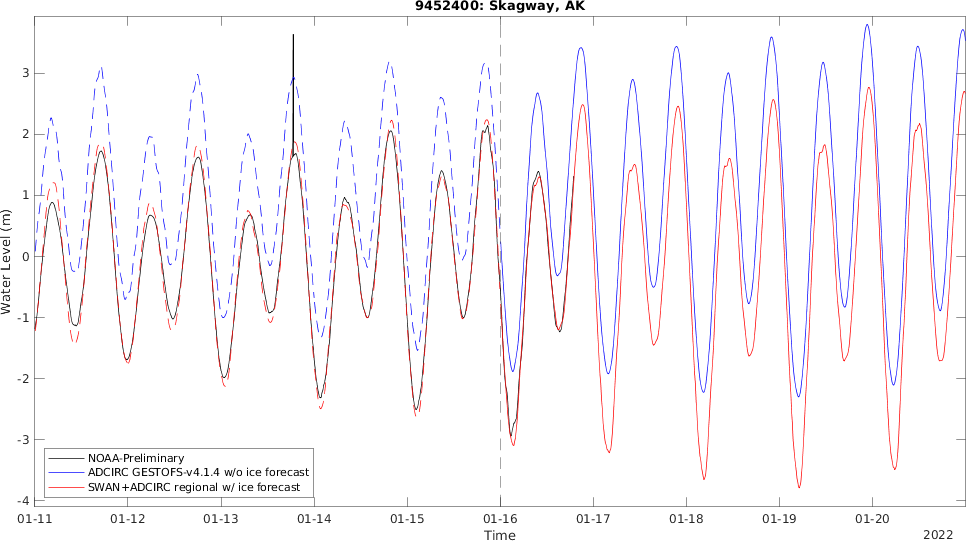 9452400: Skagway, AK
Water Level (m)
3
2
1
0
-1
-2
-3
-4
NOAA-Preliminary
ADCIRC GESTOFS-v4.1.4 w/o ice forecast
SWAN+ADCIRC regional w/ ice forecast
01-11 01-12 01-13 01-14 01-15 01-16 01-17 01-18 01-19 01-20
Time
2022